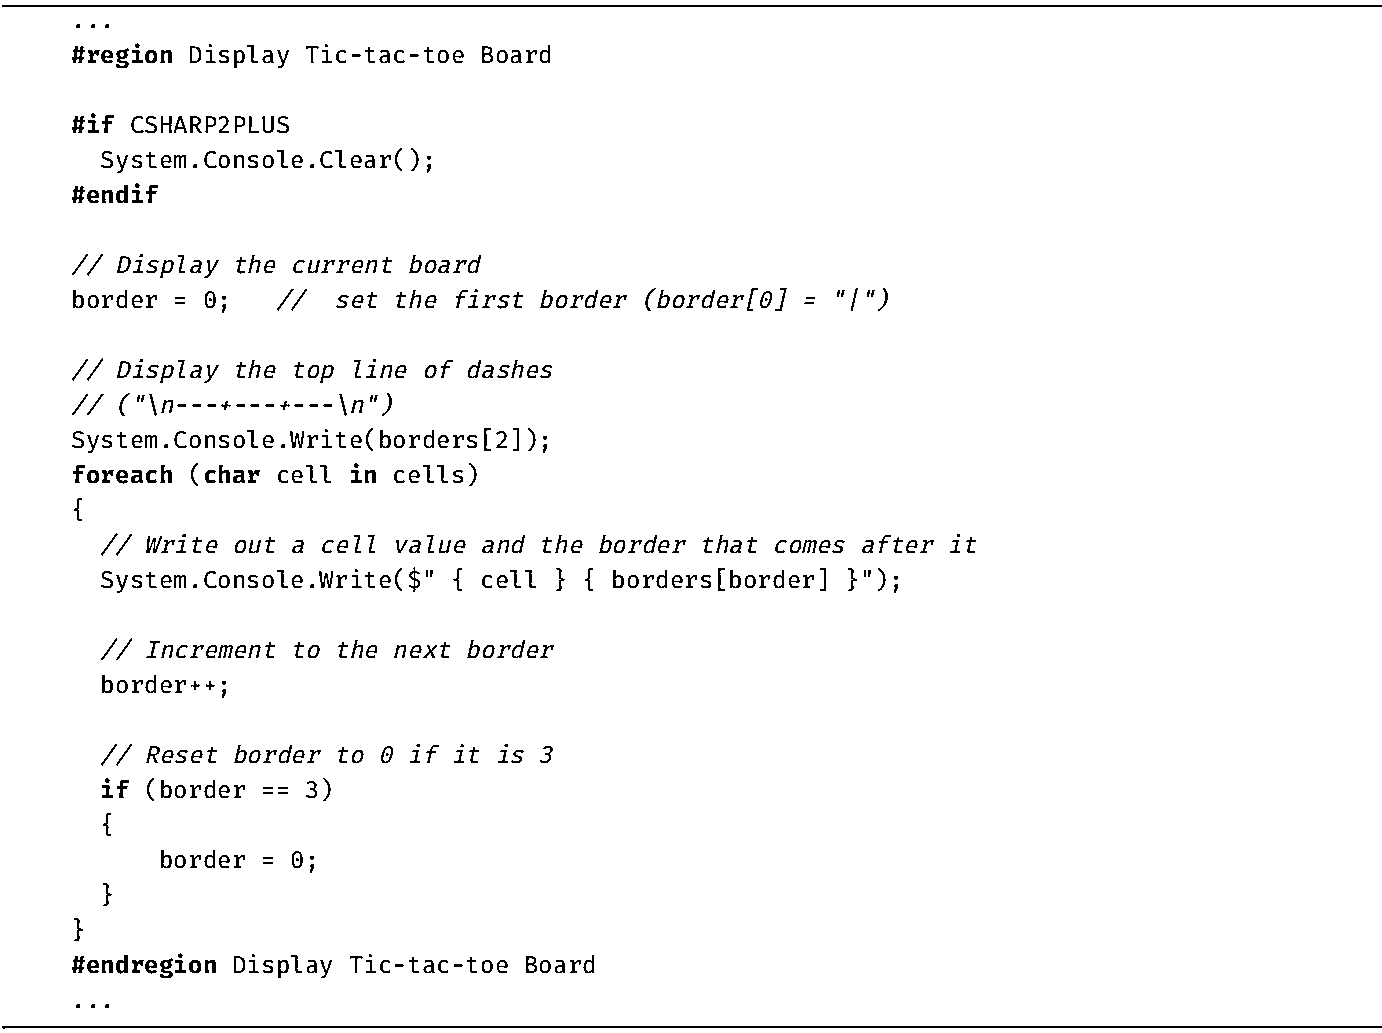 ...
#region Display Tic-tac-toe Board
#if CSHARP2PLUS
System.Console.Clear();
#endif
// Display the current board
border = 0;   //  set the first border (border[0] = "|")
// Display the top line of dashes
// ("\n---+---+---\n")
System.Console.Write(borders[2]);
foreach (char cell in cells)
{
// Write out a cell value and the border that comes after it
System.Console.Write($" { cell } { borders[border] }");
// Increment to the next border
border++;
// Reset border to 0 if it is 3
if (border == 3)
{
border = 0;
}
}
#endregion Display Tic-tac-toe Board
...